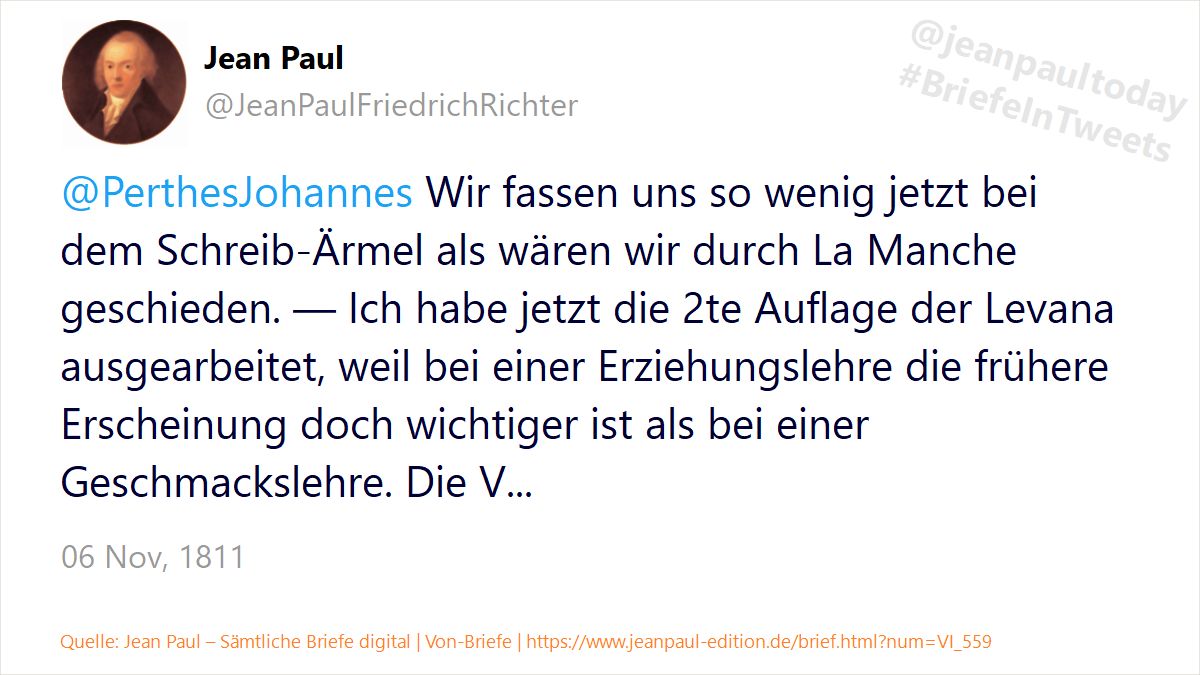 Jean Paul
@JeanPaulFriedrichRichter
@jeanpaultoday
#BriefeInTweets
@PerthesJohannes Wir fassen uns so wenig jetzt bei
dem Schreib-Ärmel als wären wir durch La Manche
geschieden. — Ich habe jetzt die 2te Auflage der Levana
ausgearbeitet, weil bei einer Erziehungslehre die frühere
Erscheinung doch wichtiger ist als bei einer
Geschmackslehre. Die V...
06 Nov, 1811
Quelle: Jean Paul – Sämtliche Briefe digital | Von-Briefe | https://www.jeanpaul-edition.de/brief.html?num=VI_559